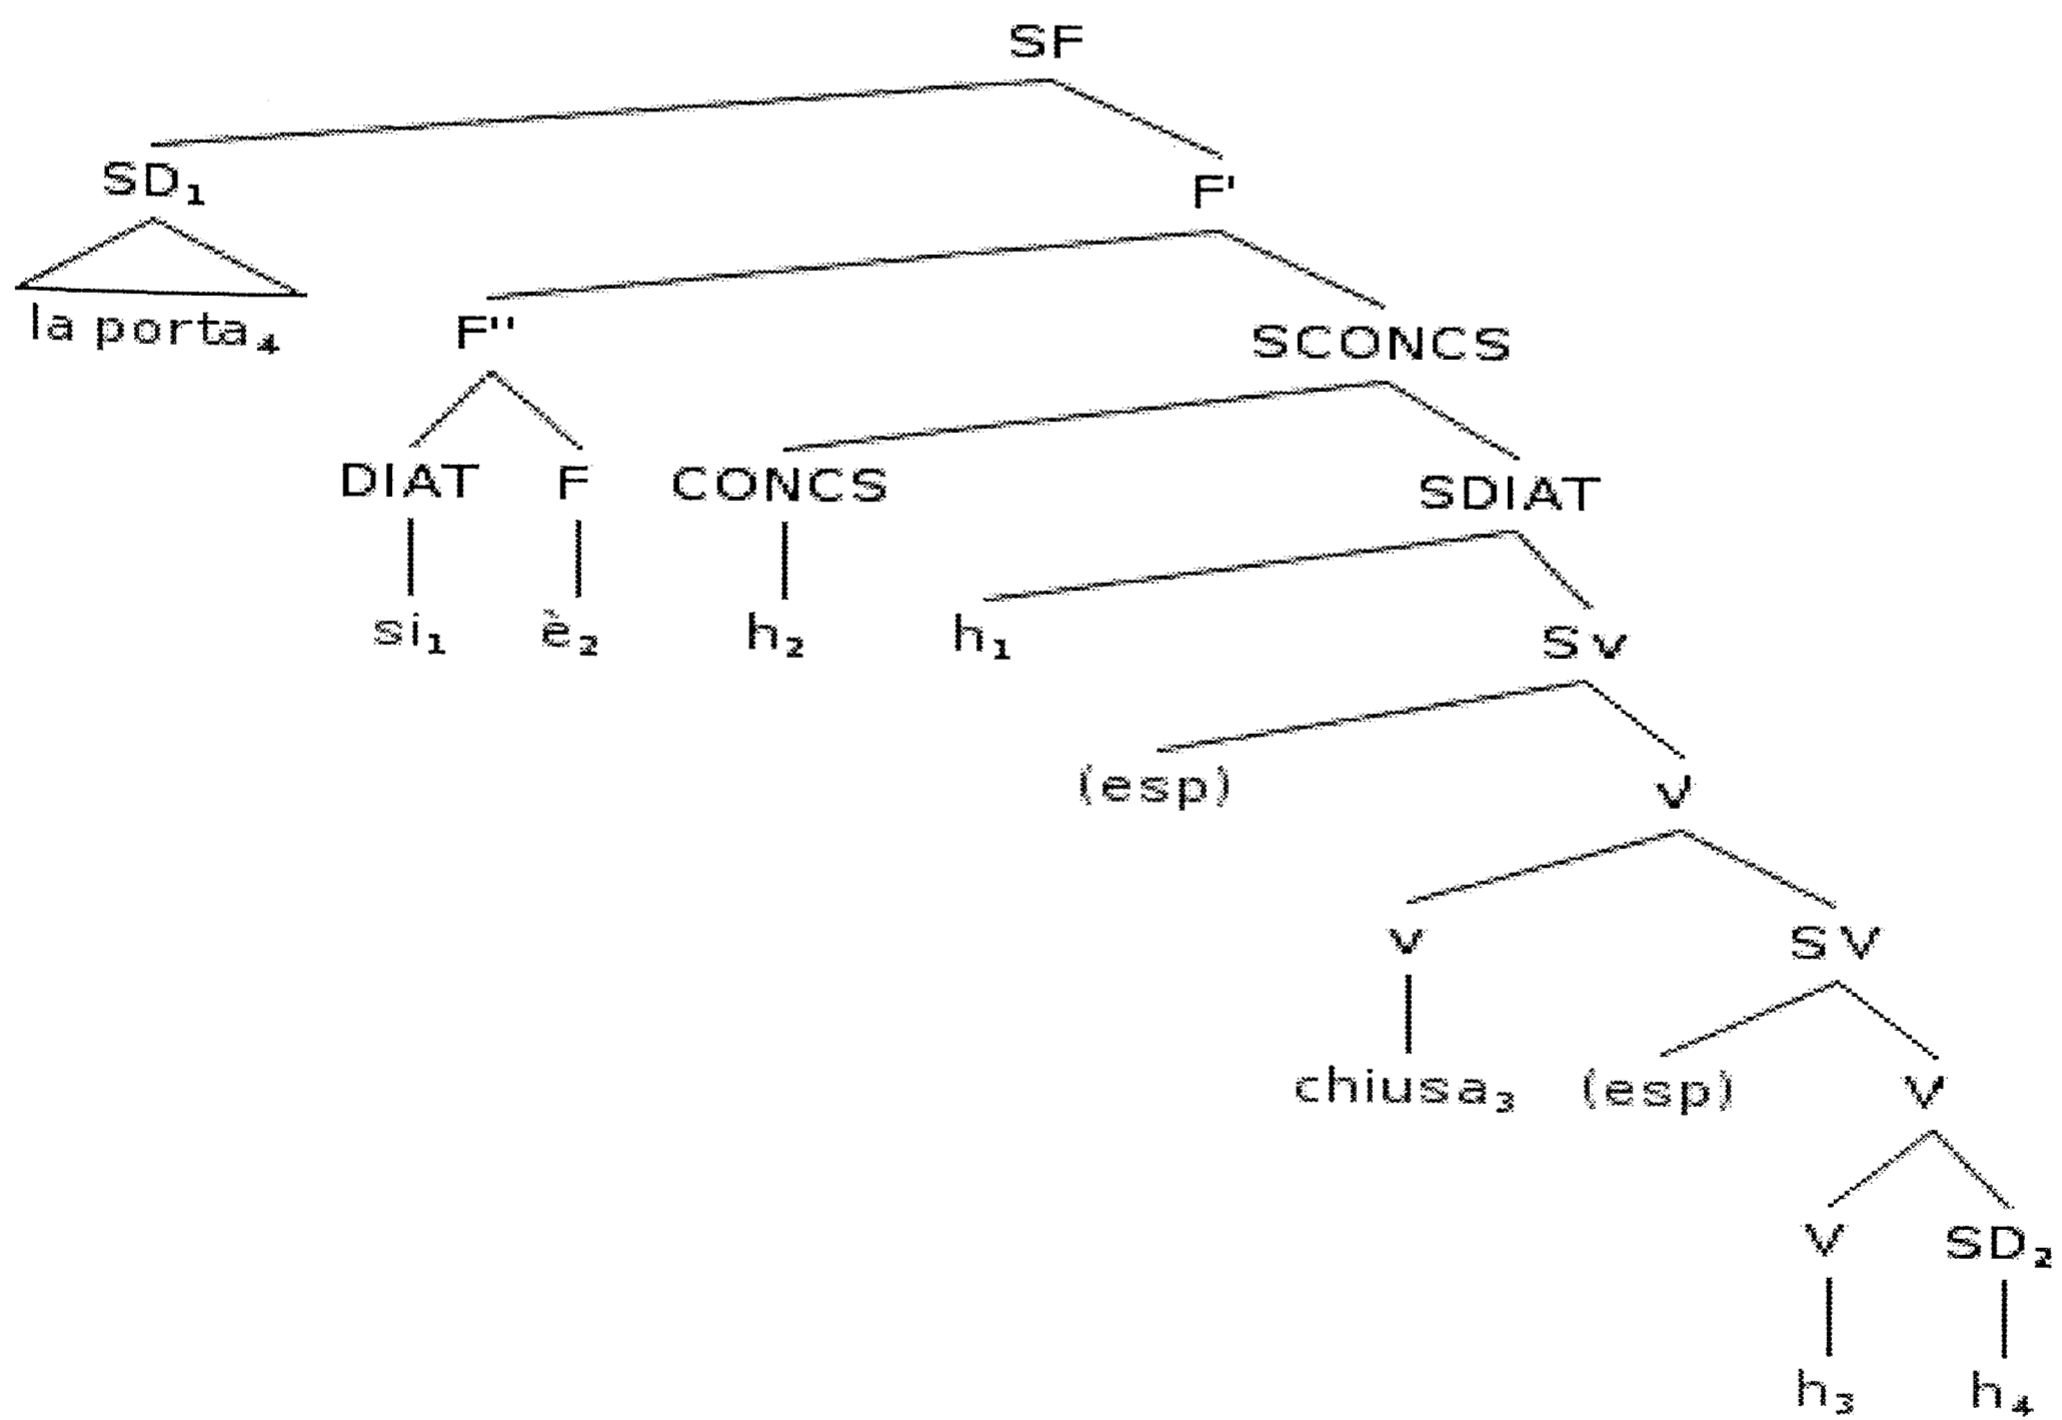 SF
SD₁ F'
la porta₄ F'' SCONCS
DIAT F CONCS SDIAT
si₁ è₂ h₂ h₁ Sv
(esp) v
v SV
chiusa₃ (esp) V
V SD₂
h₃ h₄